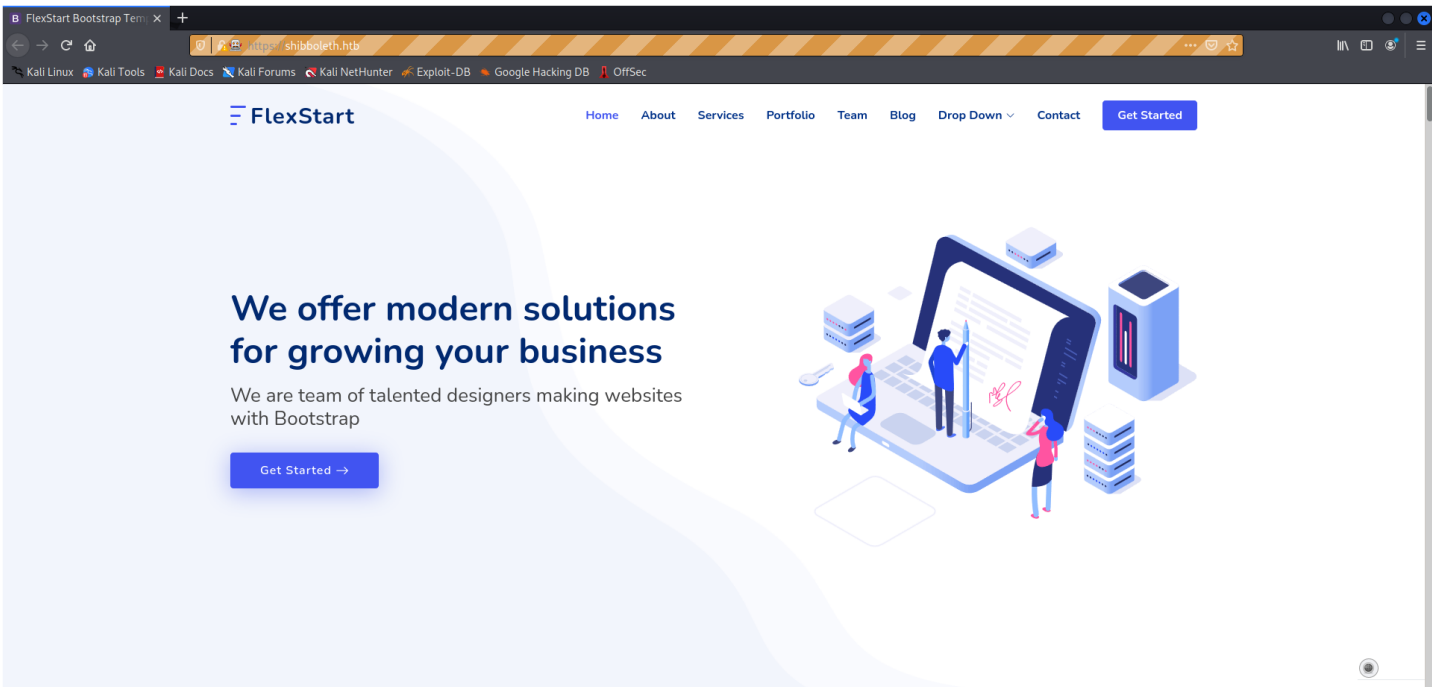 FlexStart Bootstrap Tem
https://shibboleth.htb
Kali Linux Kali Tools Kali Docs Kali Forums Kali NetHunter Exploit-DB Google Hacking DB OffSec
FlexStart
Home About Services Portfolio Team Blog Drop Down Contact Get Started
We offer modern solutions
for growing your business
We are team of talented designers making websites
with Bootstrap
Get Started →